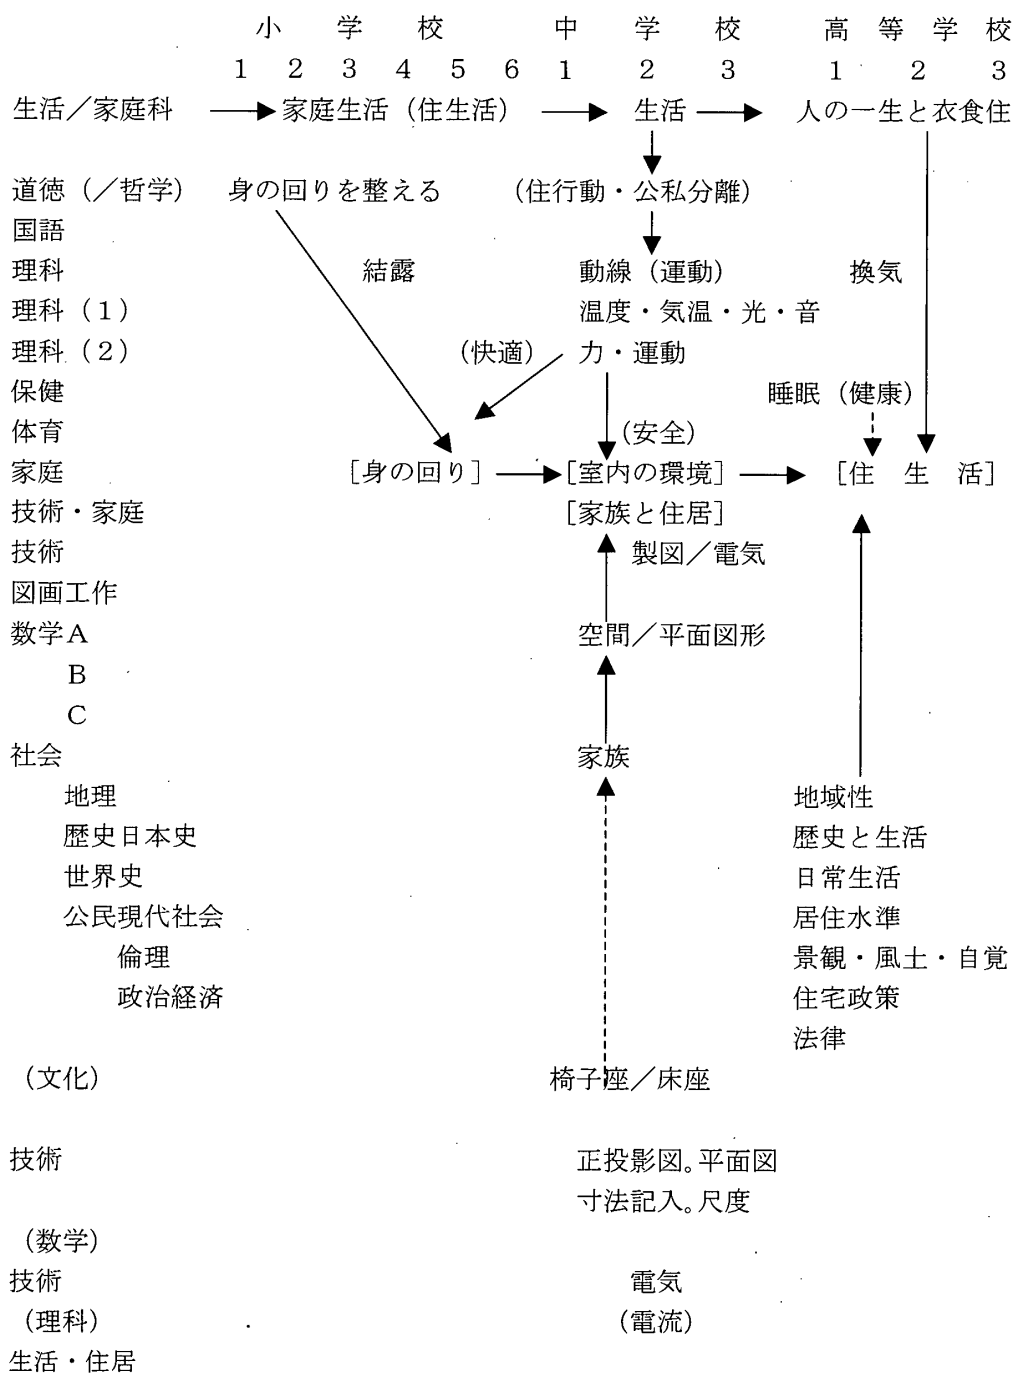 小 学 校 中 学 校 高 等 学 校
1 2 3 4 5 6 1 2 3 1 2 3
生活／家庭科 家庭生活（住生活） 生活 人の一生と衣食住
道徳（／哲学） 身の回りを整える （住行動・公私分離）
国語
理科 結露 動線（運動） 換気
理科（1） 温度・気温・光・音
理科（2） （快適） 力・運動
保健 睡眠（健康）
体育 （安全）
家庭 ［身の回り］ ［室内の環境］ ［住 生 活］
技術・家庭 ［家族と住居］
技術 製図／電気
図画工作
数学A 空間／平面図形
B
C
社会 家族
地理 地域性
歴史日本史 歴史と生活
世界史 日常生活
公民現代社会 居住水準
倫理 景観・風土・自覚
政治経済 住宅政策
法律
（文化） 椅子座／床座
技術 正投影図。平面図
寸法記入。尺度
（数学）
技術 電気
（理科） （電流）
生活・住居